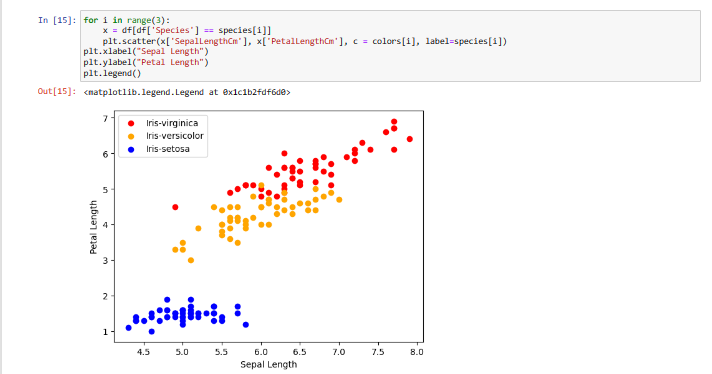 In [15]: for i in range(3):
x = df[df['Species'] == species[i]]
plt.scatter(x['SepalLengthCm'], x['PetalLengthCm'], c = colors[i], label=species[i])
plt.xlabel("Sepal Length")
plt.ylabel("Petal Length")
plt.legend()
Out[15]: <matplotlib.legend.Legend at 0x1c1b2fdf6d0>
Iris-virginica
Iris-versicolor
Iris-setosa
7
6
5
4
3
2
1
Petal Length
4.5 5.0 5.5 6.0 6.5 7.0 7.5 8.0
Sepal Length